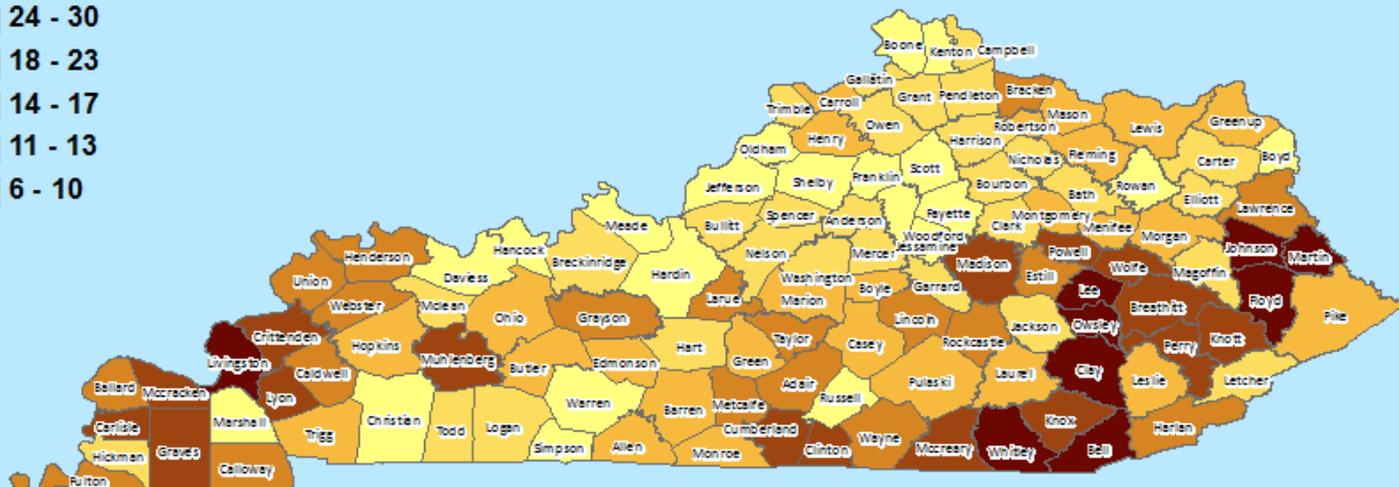 24 - 30
18 - 23
14 - 17
11 - 13
6 - 10
Boone
Kenton
Campbell
Gallatin
Grant
Pendleton
Bracken
Trimble
Carroll
Mason
Owen
Robertson
Lewis
Greenup
Henry
Harrison
Oldham
Nicholas
Fleming
Carter
Boyd
Jefferson
Shelby
Franklin
Scott
Bourbon
Bath
Rowan
Elliott
Lawrence
Meade
Bullitt
Spencer
Anderson
Fayette
Woodford
Clark
Montgomery
Menifee
Morgan
Johnson
Martin
Hancock
Breckinridge
Nelson
Mercer
Jessamine
Madison
Powell
Wolfe
Magoffin
Henderson
Daviess
Hardin
Washington
Union
Webster
Mclean
Ohio
Grayson
Larue
Marion
Boyle
Garrard
Estill
Lee
Breathitt
Floyd
Pike
Crittenden
Hopkins
Muhlenberg
Butler
Edmonson
Hart
Green
Taylor
Casey
Lincoln
Rockcastle
Jackson
Owsley
Perry
Knott
Livingston
Caldwell
Lyon
Ballard
Mccracken
Adair
Pulaski
Laurel
Clay
Leslie
Letcher
Carlisle
Marshall
Trigg
Christian
Todd
Logan
Warren
Barren
Metcalfe
Russell
Cumberland
Knox
Harlan
Hickman
Graves
Calloway
Simpson
Allen
Monroe
Clinton
Wayne
Mccreary
Whitley
Bell
Fulton